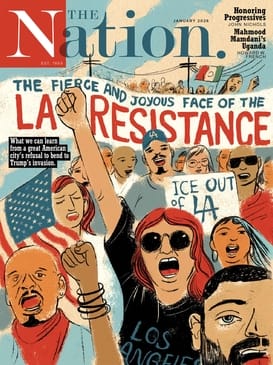 THE
Nation.
EST. 1865
JANUARY 2026
Honoring
Progressives
JOHN NICHOLS
Mahmood
Mamdani's
Uganda
HOWARD W.
FRENCH
THE FIERCE AND JOYOUS FACE OF THE
LA RESISTANCE
What we can learn
from a great American
city's refusal to bend to
Trump's invasion.
LA
ICE OUT
of
LA
LOS
ANGELES